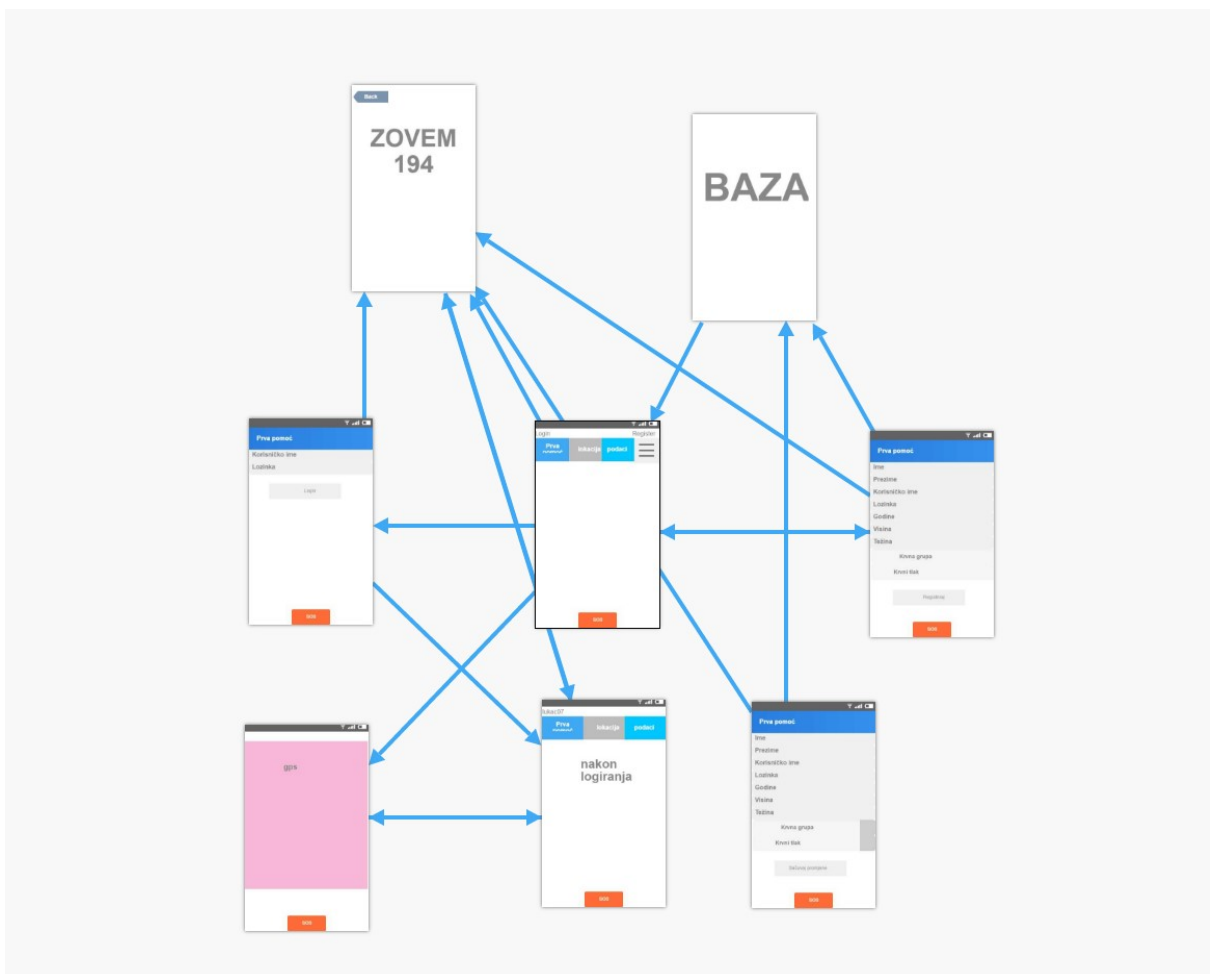 Back
ZOVEM
194
BAZA
Prva pomoć
Korisničko ime
Lozinka
Login
SOS
Login
Register
Prva
lokacija
podaci
SOS
Prva pomoć
Ime
Prezime
Korisničko ime
Lozinka
Godine
Visina
Težina
Krvna grupa
Krvni tlak
SOS
gps
SOS
Prva
lokacija
podaci
nakon
logiranja
SOS
Prva pomoć
Ime
Prezime
Korisničko ime
Lozinka
Godine
Visina
Težina
Krvna grupa
Krvni tlak
SOS